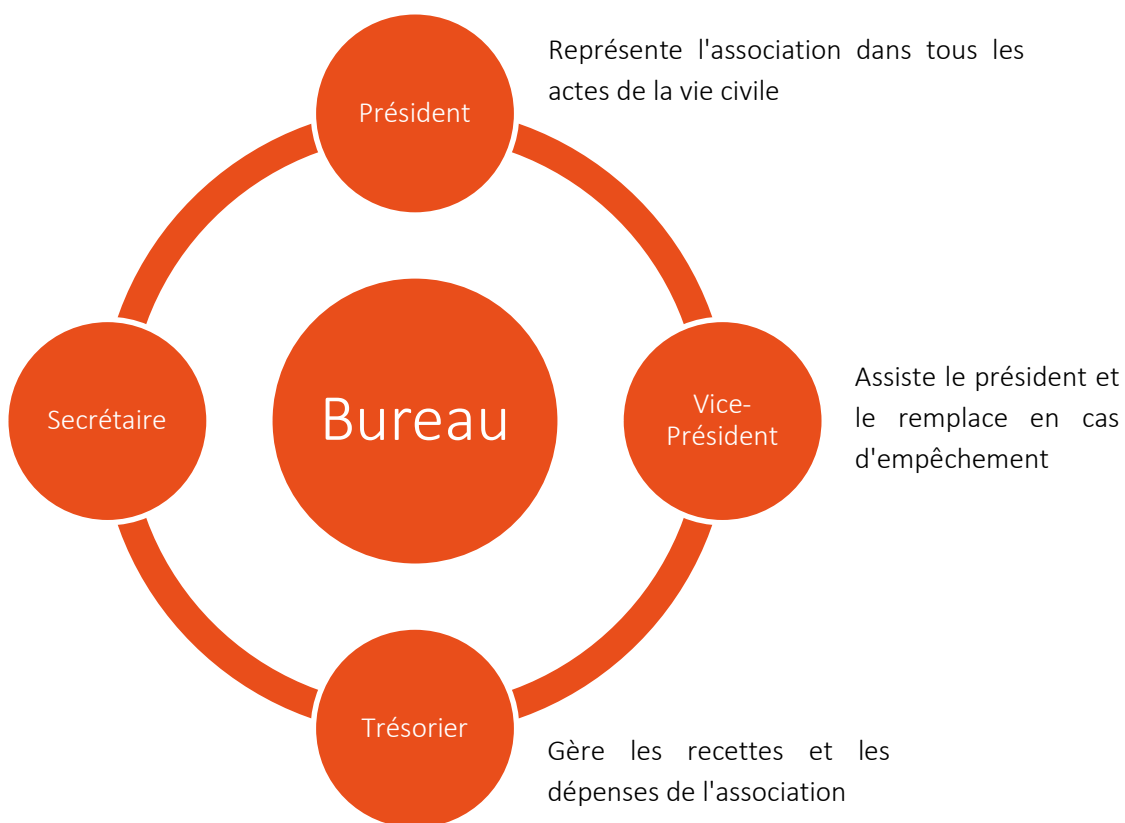 Représente l'association dans tous les
actes de la vie civile
Président
Secrétaire
Bureau
Vice-
Président
Assiste le président et
le remplace en cas
d'empêchement
Trésorier
Gère les recettes et les
dépenses de l'association